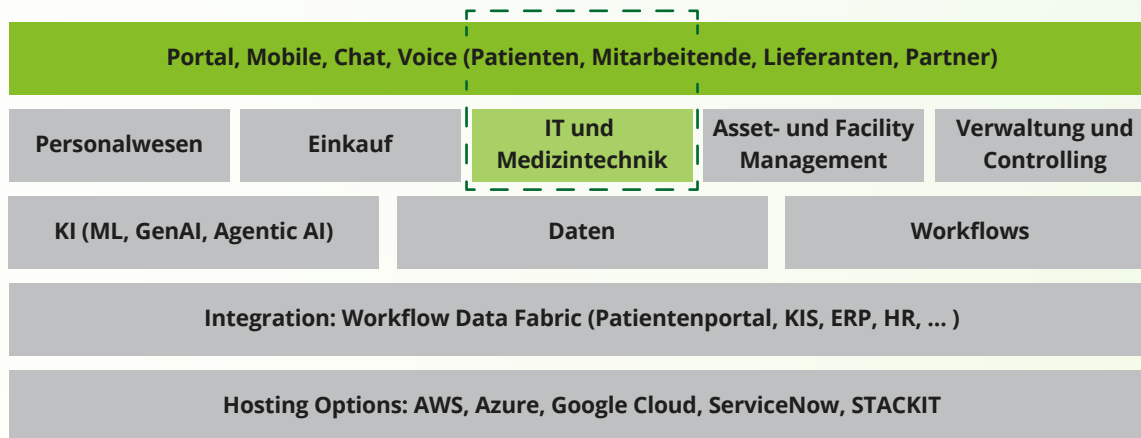 Portal, Mobile, Chat, Voice (Patienten, Mitarbeitende, Lieferanten, Partner)
Personalwesen
Einkauf
IT und
Medizintechnik
Asset- und Facility
Management
Verwaltung und
Controlling
KI (ML, GenAI, Agentic AI)
Daten
Workflows
Integration: Workflow Data Fabric (Patientenportal, KIS, ERP, HR, ... )
Hosting Options: AWS, Azure, Google Cloud, ServiceNow, STACKIT